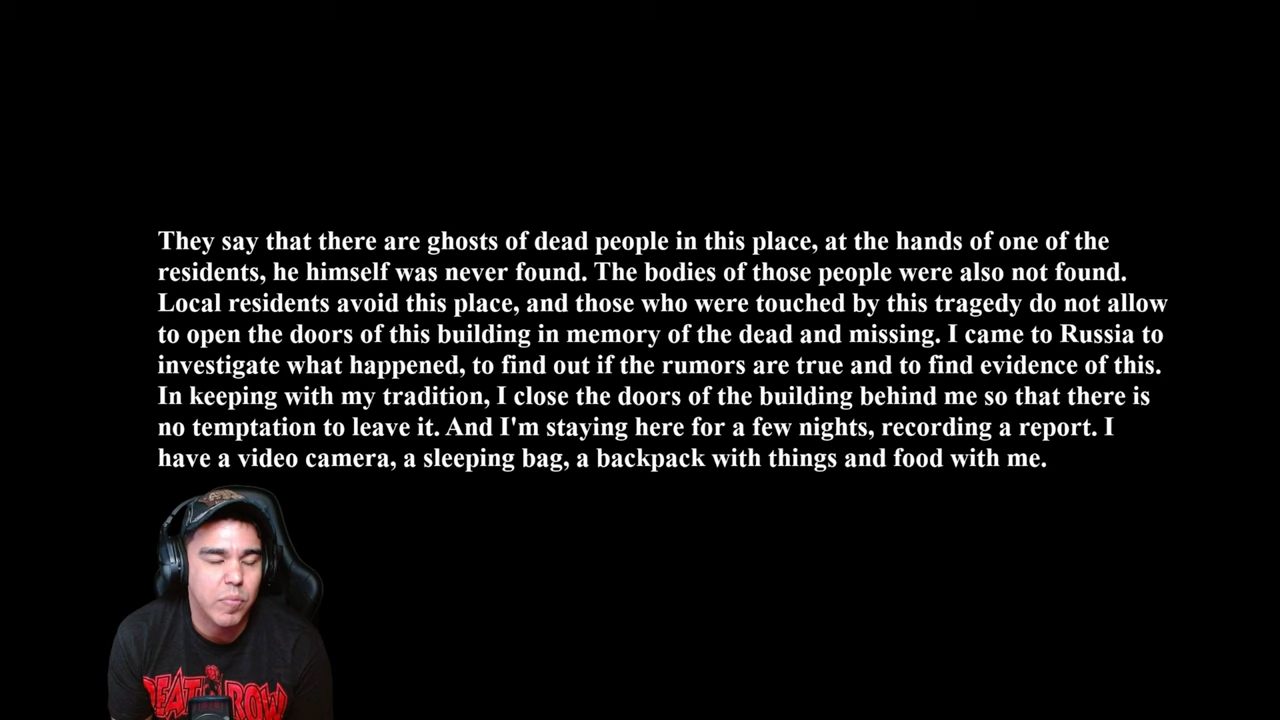 They say that there are ghosts of dead people in this place, at the hands of one of the
residents, he himself was never found. The bodies of those people were also not found.
Local residents avoid this place, and those who were touched by this tragedy do not allow
to open the doors of this building in memory of the dead and missing. I came to Russia to
investigate what happened, to find out if the rumors are true and to find evidence of this.
In keeping with my tradition, I close the doors of the building behind me so that there is
no temptation to leave it. And I'm staying here for a few nights, recording a report. I
have a video camera, a sleeping bag, a backpack with things and food with me.
DEATH ROW